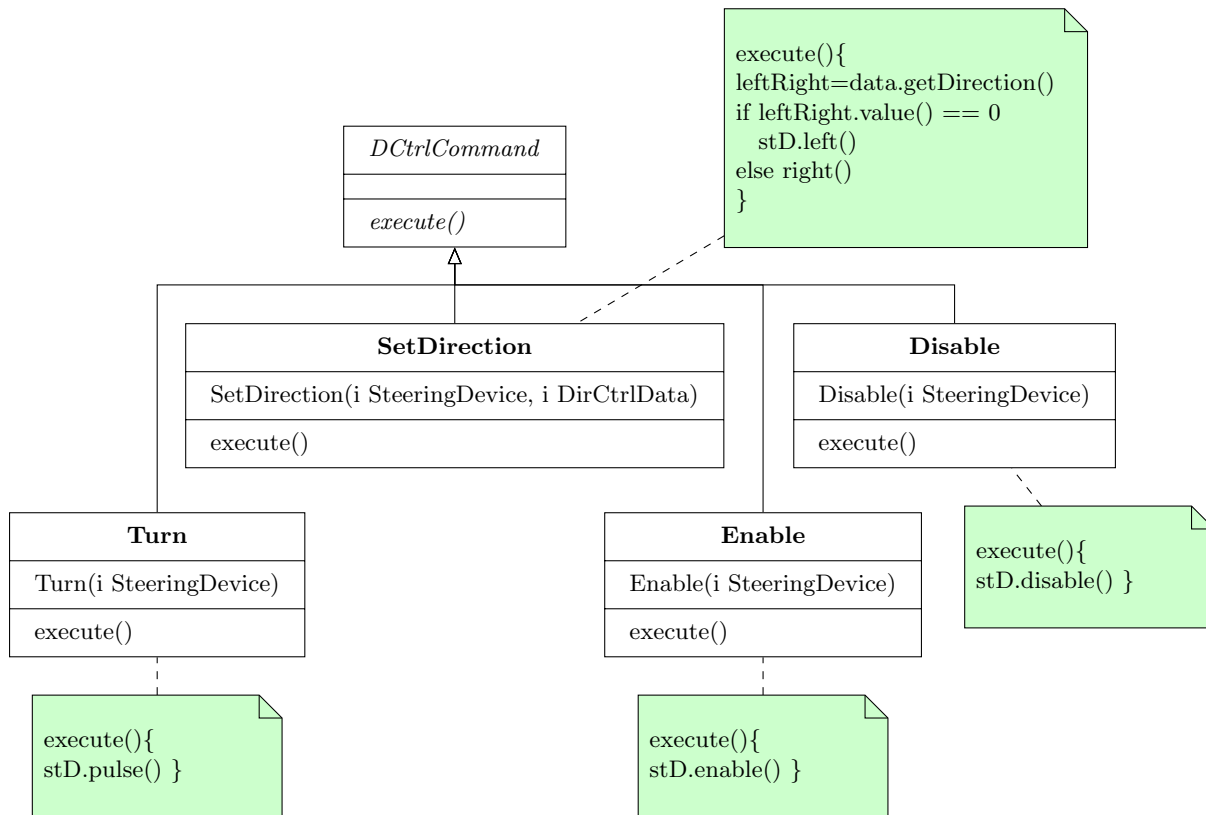 execute(){
leftRight=data.getDirection()
if leftRight.value() == 0
stD.left()
else right()
}
DCtrlCommand
execute()
SetDirection
SetDirection(i SteeringDevice, i DirCtrlData)
execute()
Disable
Disable(i SteeringDevice)
execute()
Turn
Turn(i SteeringDevice)
execute()
Enable
Enable(i SteeringDevice)
execute()
execute(){
stD.disable() }
execute(){
stD.pulse() }
execute(){
stD.enable() }